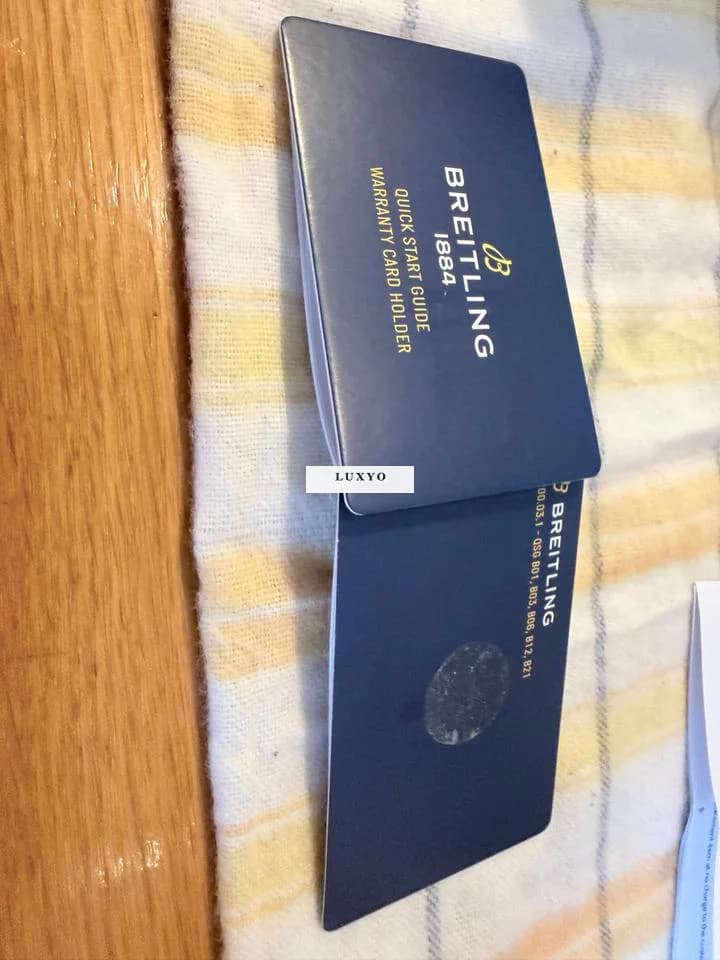 BREITLING
1884
QUICK START GUIDE
WARRANTY CARD HOLDER
LUXYO
BREITLING
00.03.1 - QSG B01, B03, B06, B12, B21